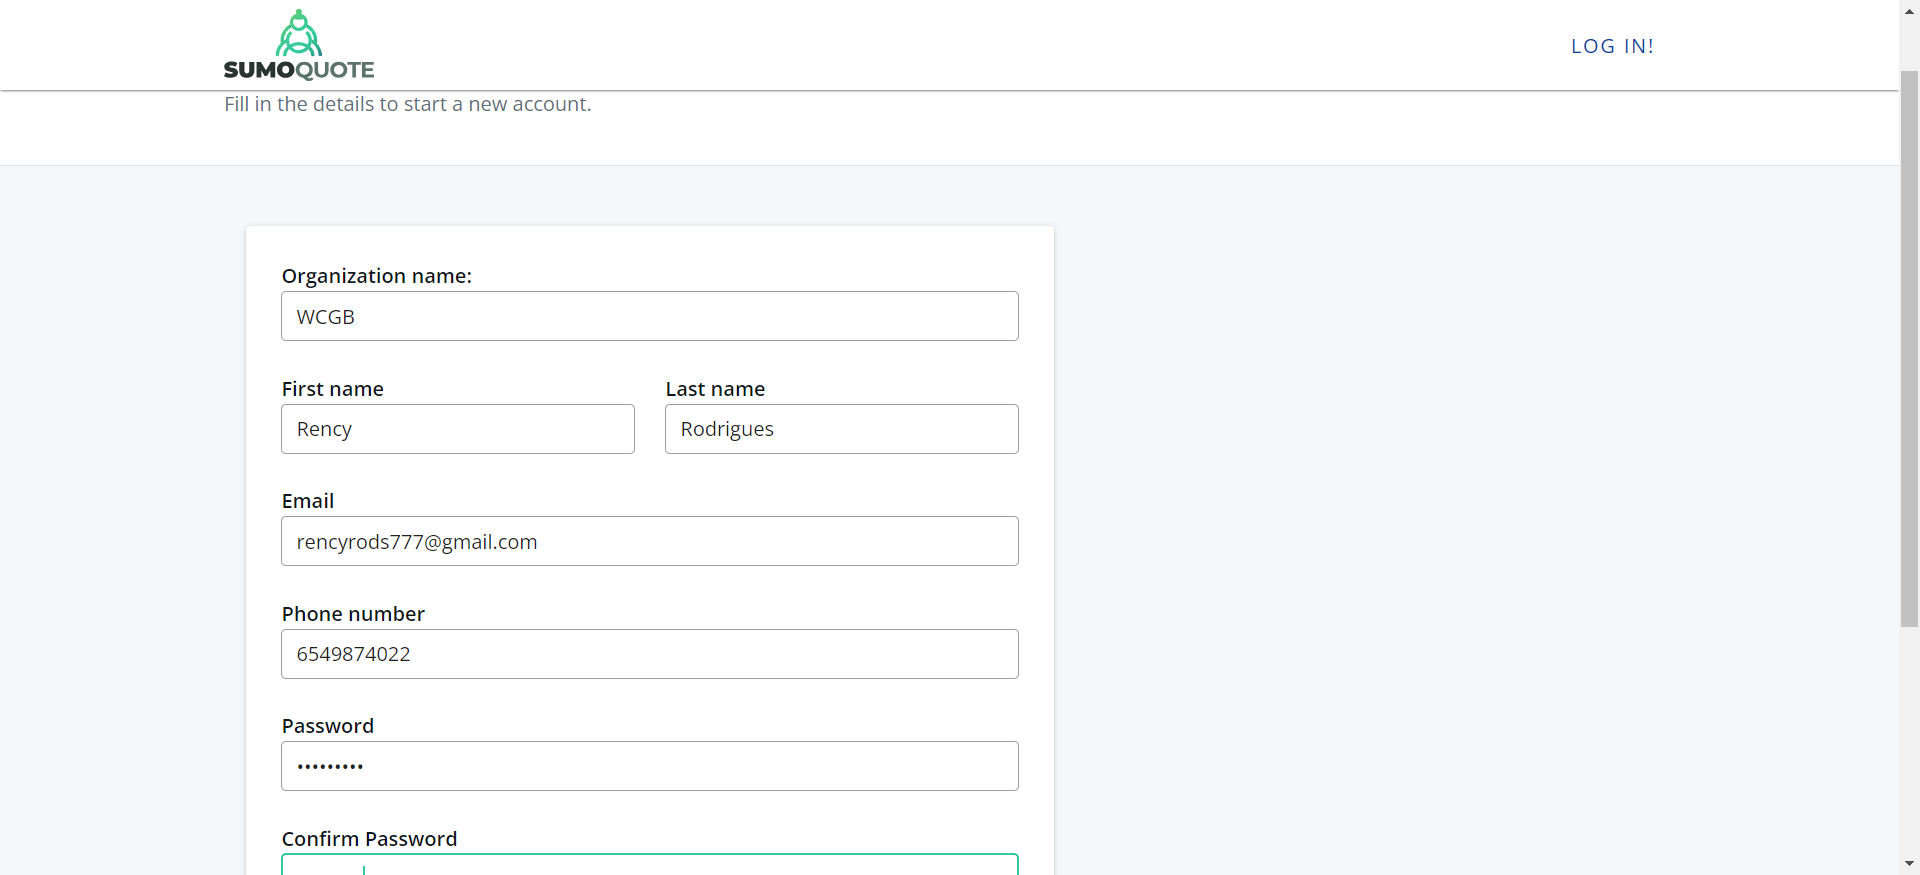 SUMOQUOTE
LOG IN!
Fill in the details to start a new account.
Organization name:
WCGB
First name
Last name
Rency
Rodrigues
Email
rencyrods777@gmail.com
Phone number
6549874022
Password
•••••••••
Confirm Password